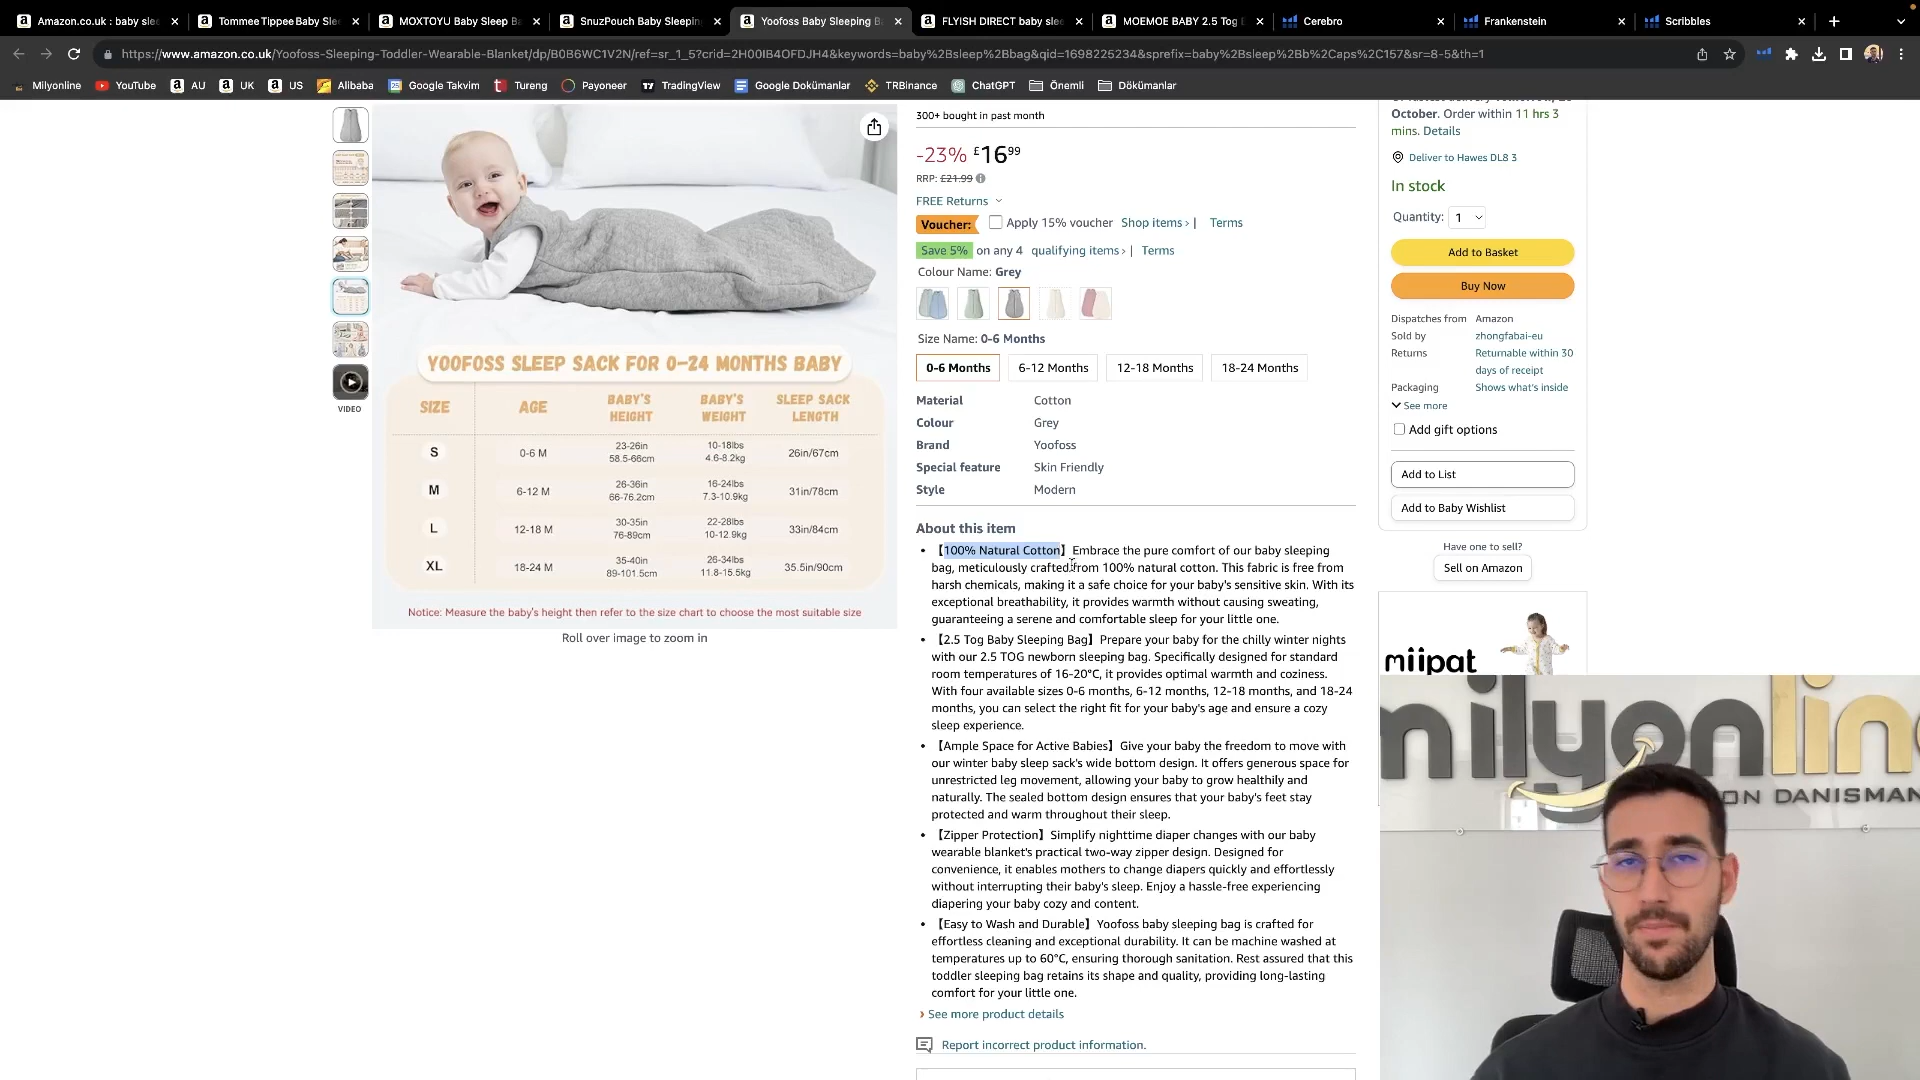 Amazon.co.uk : baby slee
Tommee Tippee Baby Sle
MOXTOYU Baby Sleep Ba
SnuzPouch Baby Sleeping
Yoofoss Baby Sleeping B
FLYISH DIRECT baby slee
MOEMOE BABY 2.5 Tog
Cerebro
Frankenstein
Scribbles
https://www.amazon.co.uk/Yoofoss-Sleeping-Toddler-Wearable-Blanket/dp/B0B6WC1V2N/ref=sr_1_5?crid=2H00IB4OFDJH4&keywords=baby%2Bsleep%2Bbag&qid=1698225234&sprefix=baby%2Bsleep%2Bb%2Caps%2C157&sr=8-5&th=1
Milyonline
YouTube
AU
UK
US
Alibaba
Google Takvim
Tureng
Payoneer
TradingView
Google Dokümanlar
TRBinance
ChatGPT
Önemli
Dökümanlar
VIDEO
YOOFOSS SLEEP SACK FOR 0-24 MONTHS BABY
SIZE AGE BABY'S HEIGHT BABY'S WEIGHT SLEEP SACK LENGTH
S 0-6 M 23-26in 58.5-66cm 10-18lbs 4.6-8.2kg 26in/67cm
M 6-12 M 26-36in 66-76.2cm 16-24lbs 7.3-10.9kg 31in/78cm
L 12-18 M 30-35in 76-89cm 22-28lbs 10-12.9kg 33in/84cm
XL 18-24 M 35-40in 89-101.5cm 26-34lbs 11.8-15.5kg 35.5in/90cm
Notice: Measure the baby's height then refer to the size chart to choose the most suitable size
Roll over image to zoom in
300+ bought in past month
-23% £16.99
RRP: £21.99
FREE Returns
Voucher: Apply 15% voucher Shop items › | Terms
Save 5% on any 4 qualifying items › | Terms
Colour Name: Grey
Size Name: 0-6 Months
0-6 Months 6-12 Months 12-18 Months 18-24 Months
Material Cotton
Colour Grey
Brand Yoofoss
Special feature Skin Friendly
Style Modern
About this item
• 【100% Natural Cotton】Embrace the pure comfort of our baby sleeping
bag, meticulously crafted from 100% natural cotton. This fabric is free from
harsh chemicals, making it a safe choice for your baby's sensitive skin. With its
exceptional breathability, it provides warmth without causing sweating,
guaranteeing a serene and comfortable sleep for your little one.
• 【2.5 Tog Baby Sleeping Bag】Prepare your baby for the chilly winter nights
with our 2.5 TOG newborn sleeping bag. Specifically designed for standard
room temperatures of 16-20°C, it provides optimal warmth and coziness.
With four available sizes 0-6 months, 6-12 months, 12-18 months, and 18-24
months, you can select the right fit for your baby's age and ensure a cozy
sleep experience.
• 【Ample Space for Active Babies】Give your baby the freedom to move with
our winter baby sleep sack's wide bottom design. It offers generous space for
unrestricted leg movement, allowing your baby to grow healthily and
naturally. The sealed bottom design ensures that your baby's feet stay
protected and warm throughout their sleep.
• 【Zipper Protection】Simplify nighttime diaper changes with our baby
wearable blanket's practical two-way zipper design. Designed for
convenience, it enables mothers to change diapers quickly and effortlessly
without interrupting their baby's sleep. Enjoy a hassle-free experiencing
diapering your baby cozy and content.
• 【Easy to Wash and Durable】Yoofoss baby sleeping bag is crafted for
effortless cleaning and exceptional durability. It can be machine washed at
temperatures up to 60°C, ensuring thorough sanitation. Rest assured that this
toddler sleeping bag retains its shape and quality, providing long-lasting
comfort for your little one.
› See more product details
Report incorrect product information.
October. Order within 11 hrs 3
mins. Details
Deliver to Hawes DL8 3
In stock
Quantity: 1
Add to Basket
Buy Now
Dispatches from Amazon
Sold by zhongfabai-eu
Returns Returnable within 30
days of receipt
Packaging Shows what's inside
See more
Add gift options
Add to List
Add to Baby Wishlist
Have one to sell?
Sell on Amazon
miipat
milyonlin
ON DANISMAN